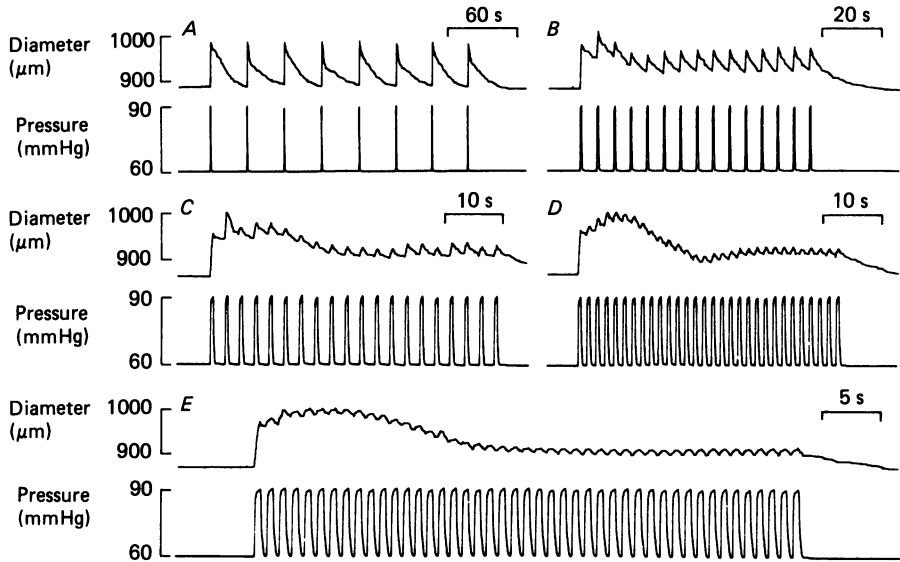 A
60 s
B
20 s
Diameter
(μm)
1000
900
Pressure
(mmHg)
90
60
C
10 s
D
10 s
Diameter
(μm)
1000
900
Pressure
(mmHg)
90
60
E
5 s
Diameter
(μm)
1000
900
Pressure
(mmHg)
90
60